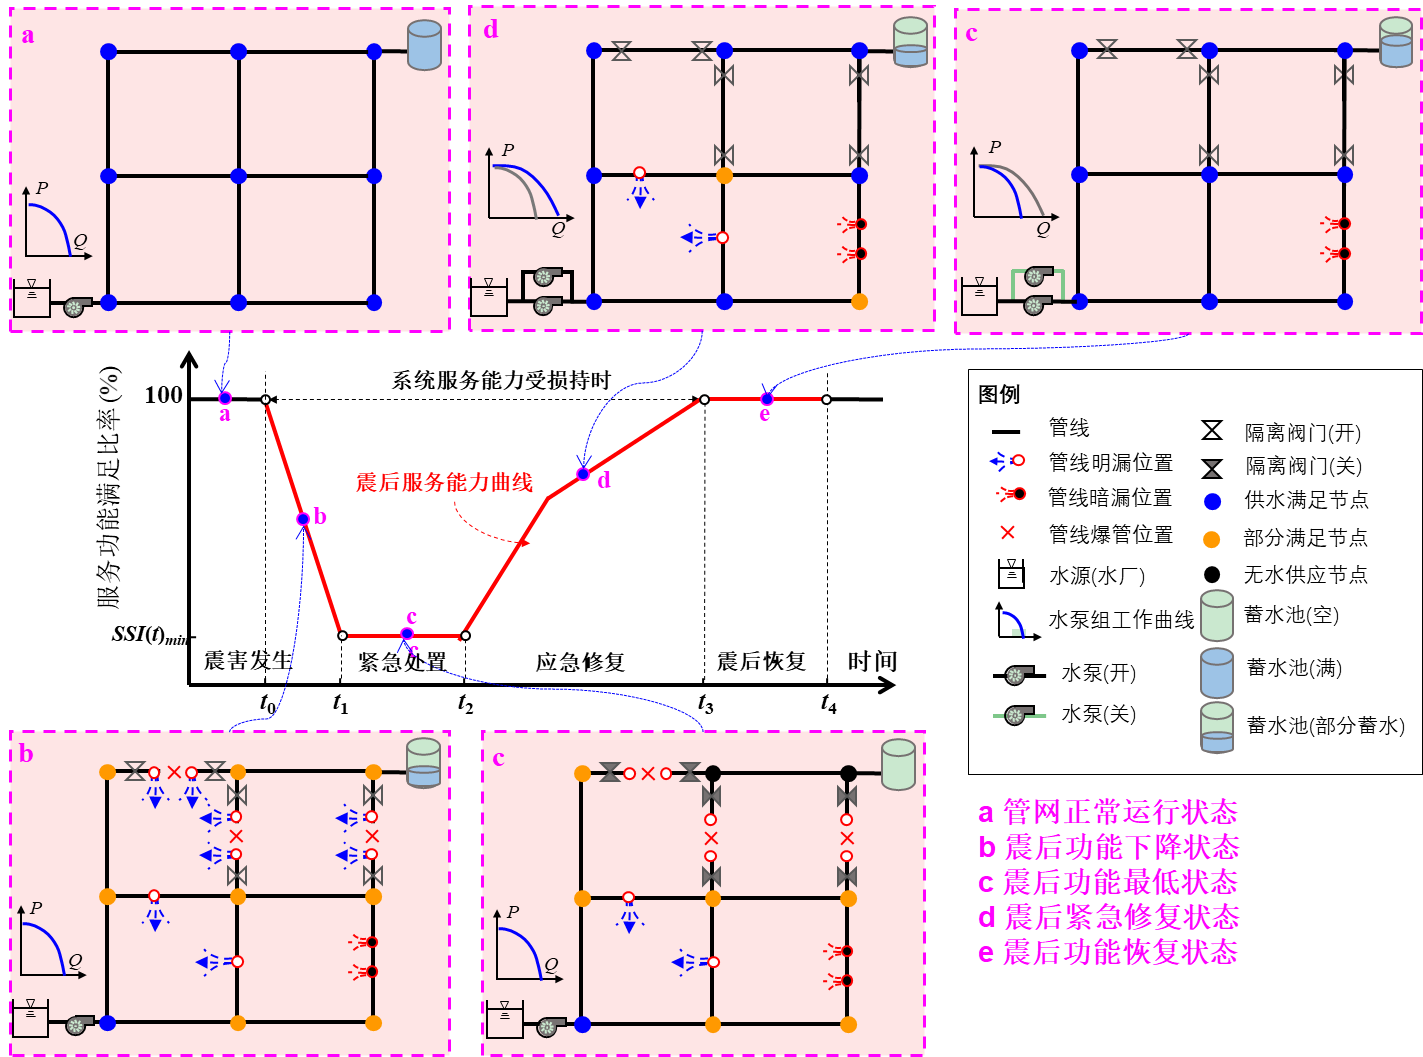 a
P
Q
d
P
Q
c
P
Q
服务功能满足比率(%)
100
系统服务能力受损持时
a
e
d
b
震后服务能力曲线
c
c
SSI(t)min
震害发生
紧急处置
应急修复
震后恢复
时间
t0
t1
t2
t3
t4
图例
管线
隔离阀门(开)
管线明漏位置
隔离阀门(关)
管线暗漏位置
供水满足节点
管线爆管位置
部分满足节点
水源(水厂)
无水供应节点
水泵组工作曲线
蓄水池(空)
水泵(开)
蓄水池(满)
水泵(关)
蓄水池(部分蓄水)
b
P
Q
c
P
Q
a 管网正常运行状态
b 震后功能下降状态
c 震后功能最低状态
d 震后紧急修复状态
e 震后功能恢复状态